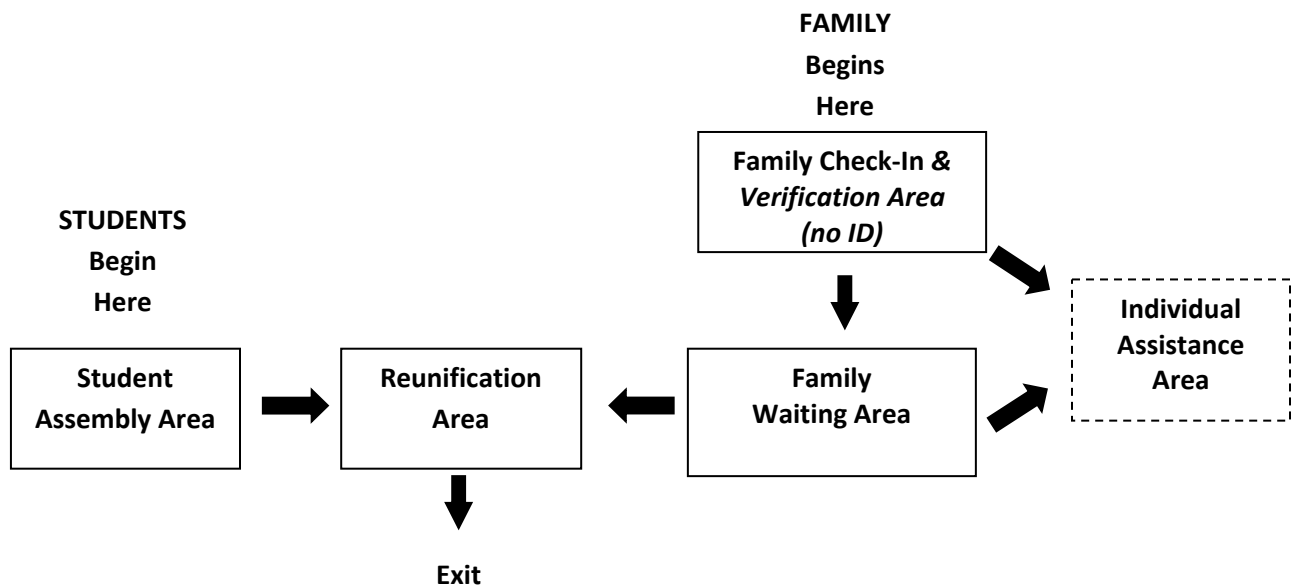 FAMILY
Begins
Here
Family Check-In &
Verification Area
(no ID)
STUDENTS
Begin
Here
Individual
Assistance
Area
Student
Assembly Area
Reunification
Area
Family
Waiting Area
Exit